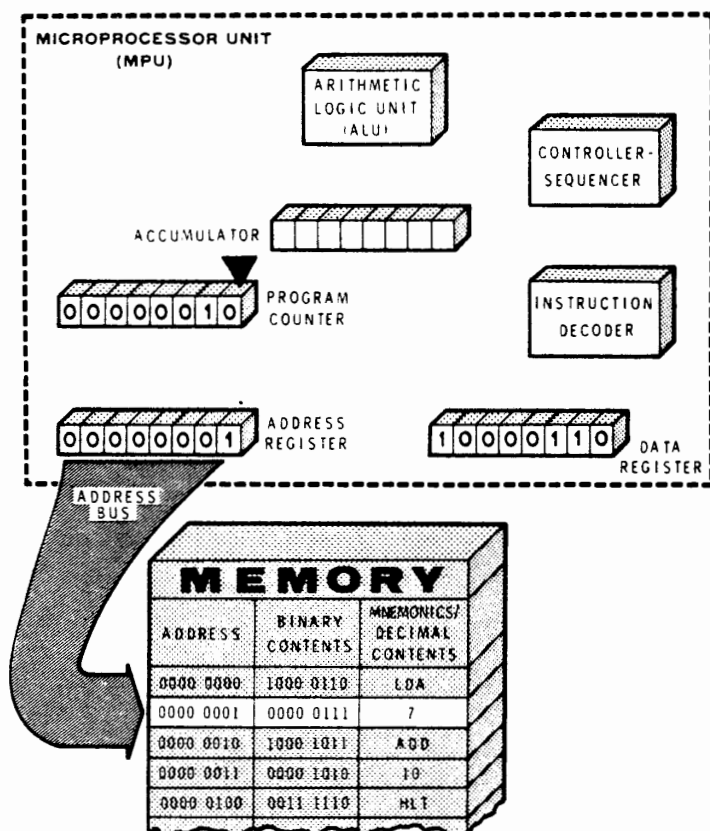 MICROPROCESSOR UNIT
(MPU)
ARITHMETIC
LOGIC UNIT
(ALU)
CONTROLLER-
SEQUENCER
ACCUMULATOR
0 0 0 0 0 0 1 0
PROGRAM
COUNTER
INSTRUCTION
DECODER
0 0 0 0 0 0 0 1
ADDRESS
REGISTER
1 0 0 0 0 1 1 0
DATA
REGISTER
ADDRESS
BUS
MEMORY
ADDRESS
BINARY
CONTENTS
MNEMONICS/
DECIMAL
CONTENTS
0000 0000 1000 0110 LDA
0000 0001 0000 0111 7
0000 0010 1000 1011 ADD
0000 0011 0000 1010 10
0000 0100 0011 1110 HLT